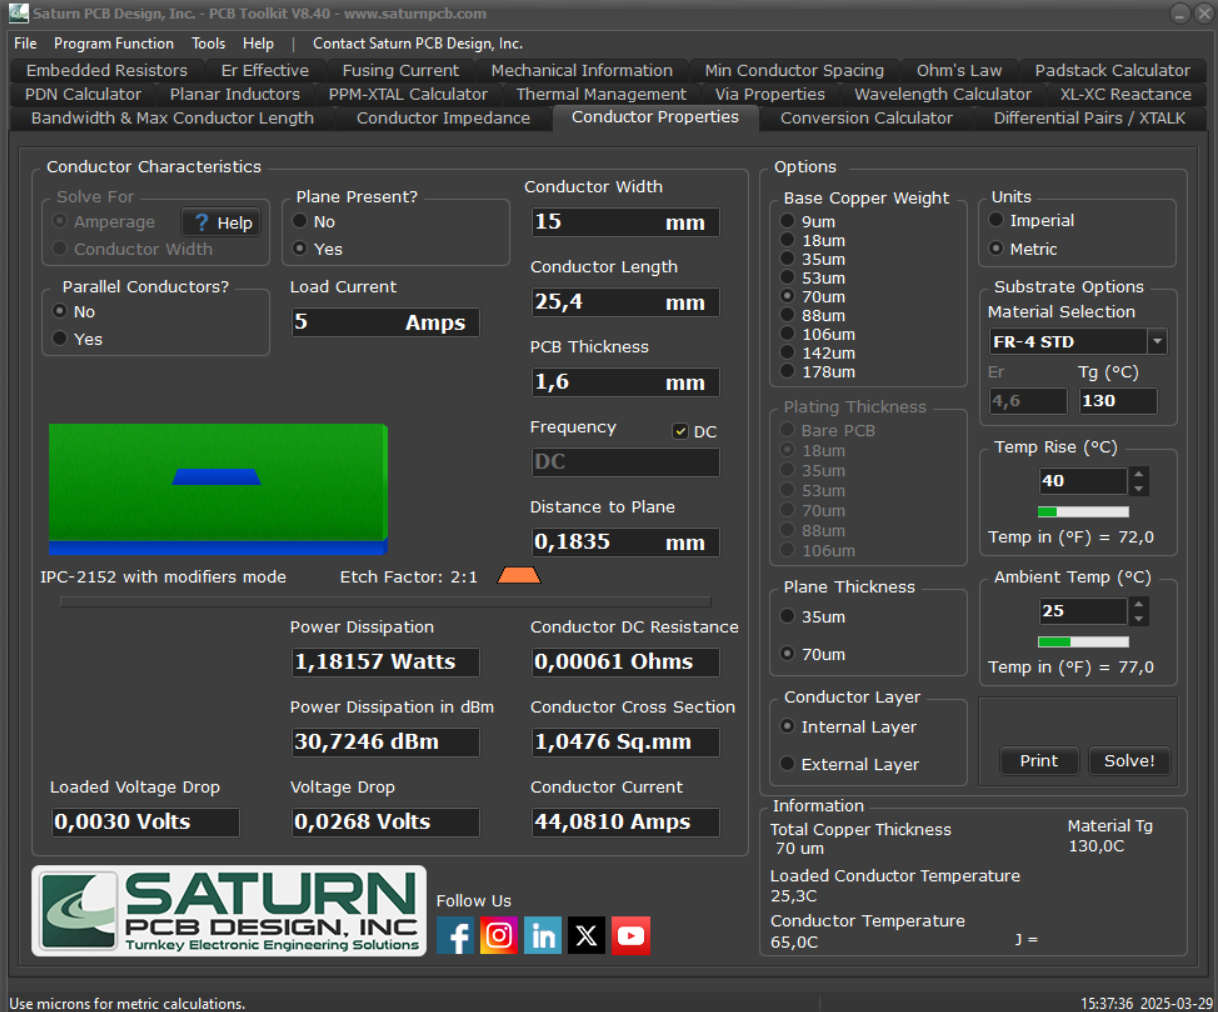 Saturn PCB Design, Inc. - PCB Toolkit V8.40 - www.saturnpcb.com
File Program Function Tools Help | Contact Saturn PCB Design, Inc.
Embedded Resistors Er Effective Fusing Current Mechanical Information Min Conductor Spacing Ohm's Law Padstack Calculator
PDN Calculator Planar Inductors PPM-XTAL Calculator Thermal Management Via Properties Wavelength Calculator XL-XC Reactance
Bandwidth & Max Conductor Length Conductor Impedance Conductor Properties Conversion Calculator Differential Pairs / XTALK
Conductor Characteristics
Solve For
Amperage
? Help
Conductor Width
Plane Present?
No
Yes
Parallel Conductors?
No
Yes
Load Current
5 Amps
Conductor Width
15 mm
Conductor Length
25,4 mm
PCB Thickness
1,6 mm
Frequency
DC
DC
Distance to Plane
0,1835 mm
IPC-2152 with modifiers mode
Etch Factor: 2:1
Power Dissipation
1,18157 Watts
Conductor DC Resistance
0,00061 Ohms
Power Dissipation in dBm
30,7246 dBm
Conductor Cross Section
1,0476 Sq.mm
Loaded Voltage Drop
0,0030 Volts
Voltage Drop
0,0268 Volts
Conductor Current
44,0810 Amps
Options
Base Copper Weight
9um
18um
35um
53um
70um
88um
106um
142um
178um
Units
Imperial
Metric
Substrate Options
Material Selection
FR-4 STD
Er
4,6
Tg (°C)
130
Plating Thickness
Bare PCB
18um
35um
53um
70um
88um
106um
Temp Rise (°C)
40
Temp in (°F) = 72,0
Plane Thickness
35um
70um
Ambient Temp (°C)
25
Temp in (°F) = 77,0
Conductor Layer
Internal Layer
External Layer
Print
Solve!
Information
Total Copper Thickness
70 um
Material Tg
130,0C
Loaded Conductor Temperature
25,3C
Conductor Temperature
65,0C
J =
SATURN
PCB DESIGN, INC
Turnkey Electronic Engineering Solutions
Follow Us
Use microns for metric calculations.
15:37:36 2025-03-29